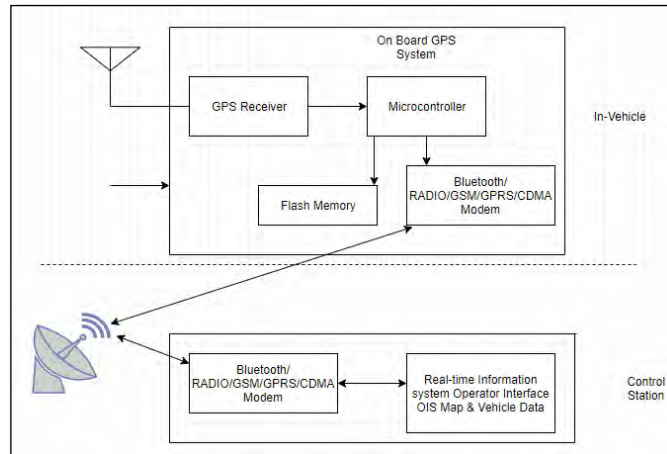 On Board GPS
System
GPS Receiver
Microcontroller
In-Vehicle
Flash Memory
Bluetooth/
RADIO/GSM/GPRS/CDMA
Modem
Bluetooth/
RADIO/GSM/GPRS/CDMA
Modem
Real-time Information
system Operator Interface
OIS Map & Vehicle Data
Control
Station